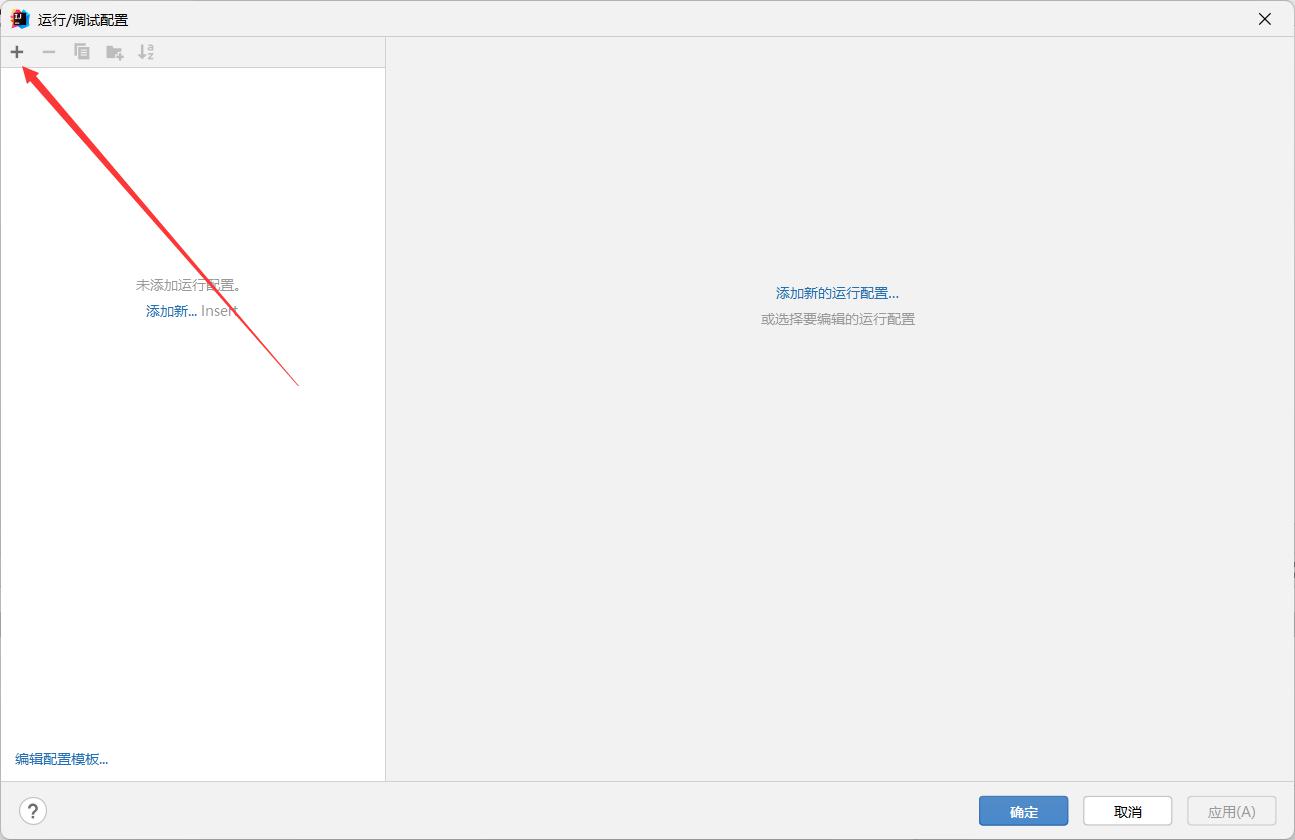 运行/调试配置
未添加运行配置。
添加新... Insert
添加新的运行配置...
或选择要编辑的运行配置
编辑配置模板...
?
确定
取消
应用(A)